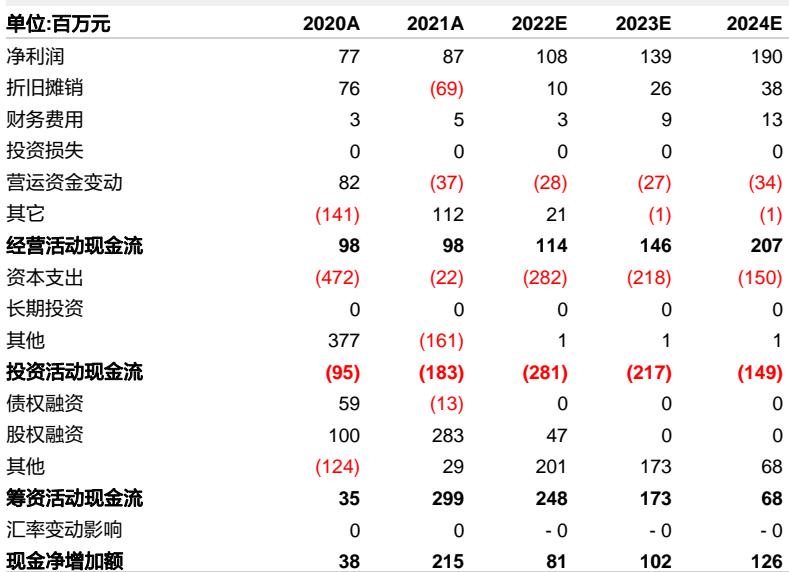 单位:百万元 2020A 2021A 2022E 2023E 2024E
净利润 77 87 108 139 190
折旧摊销 76 (69) 10 26 38
财务费用 3 5 3 9 13
投资损失 0 0 0 0 0
营运资金变动 82 (37) (28) (27) (34)
其它 (141) 112 21 (1) (1)
经营活动现金流 98 98 114 146 207
资本支出 (472) (22) (282) (218) (150)
长期投资 0 0 0 0 0
其他 377 (161) 1 1 1
投资活动现金流 (95) (183) (281) (217) (149)
债权融资 59 (13) 0 0 0
股权融资 100 283 47 0 0
其他 (124) 29 201 173 68
筹资活动现金流 35 299 248 173 68
汇率变动影响 0 0 - 0 - 0 - 0
现金净增加额 38 215 81 102 126